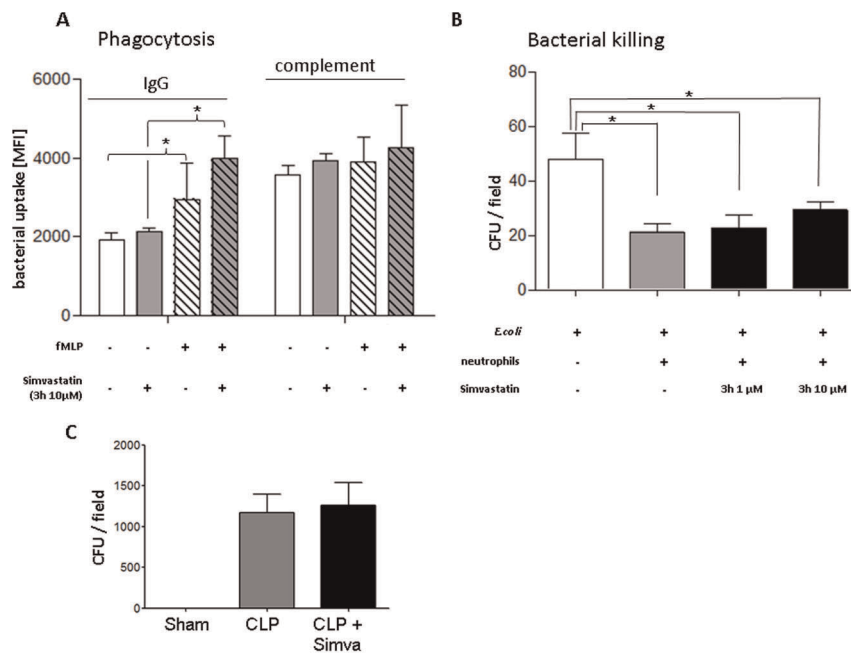 A
Phagocytosis
IgG
complement
bacterial uptake [MFI]
6000
4000
2000
0
*
*
fMLP - - + + - - + +
Simvastatin
(3h 10µM) - + - + - + - +
B
Bacterial killing
CFU / field
80
60
40
20
0
*
*
*
E.coli + + + +
neutrophils - + + +
Simvastatin - - 3h 1 µM 3h 10 µM
C
CFU / field
2000
1500
1000
500
0
Sham CLP CLP +
Simva